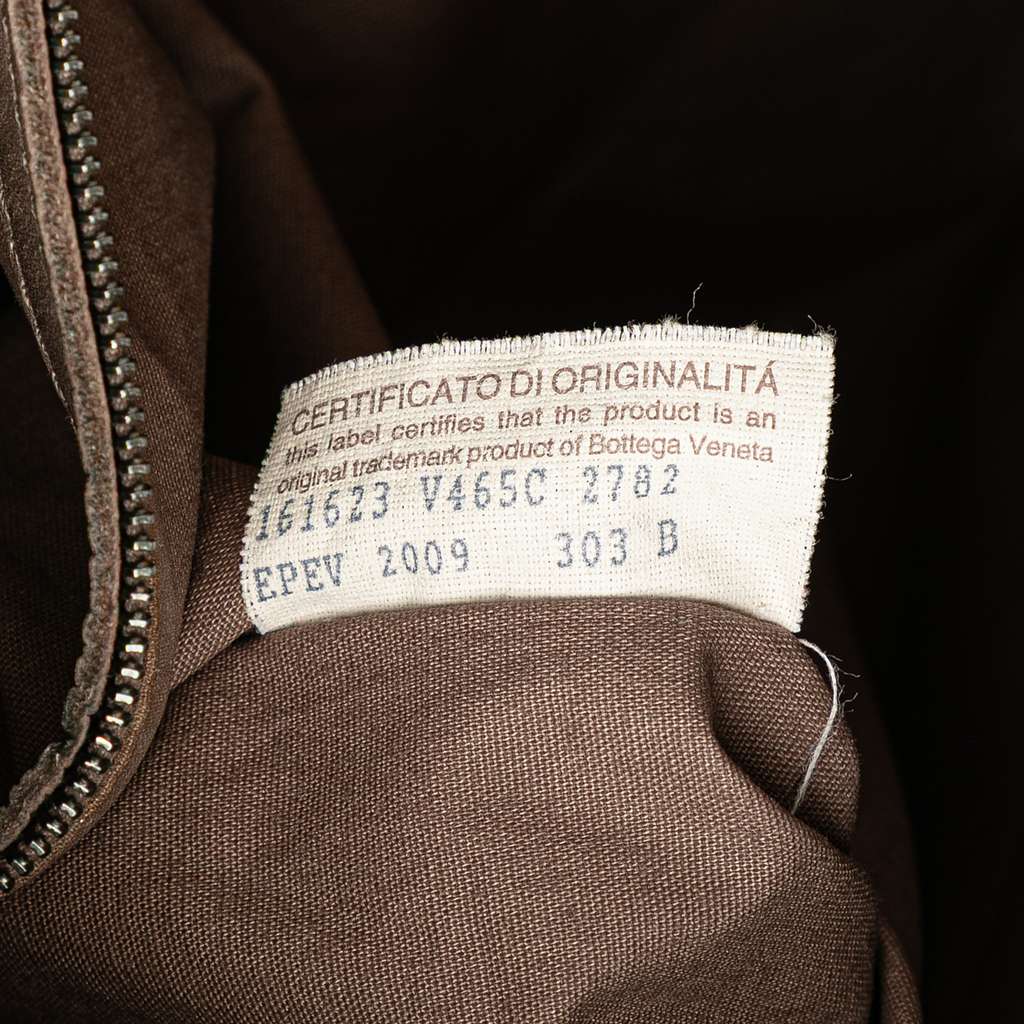 CERTIFICATO DI ORIGINALITÁ
this label certifies that the product is an
original trademark product of Bottega Veneta
161623 V465C 2782
EPEV 2009 303 B